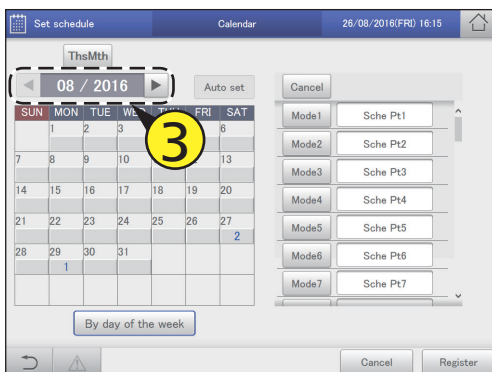 Set schedule Calendar 26/08/2016(FRI) 16:15
ThsMth
08 / 2016 Auto set Cancel
SUN MON TUE WED THU FRI SAT
1 2 3 6
3
7 8 9 10 13
14 15 16 17 18 19 20
21 22 23 24 25 26 27
2
28 29 30 31
1
Mode1 Sche Pt1
Mode2 Sche Pt2
Mode3 Sche Pt3
Mode4 Sche Pt4
Mode5 Sche Pt5
Mode6 Sche Pt6
Mode7 Sche Pt7
By day of the week
Cancel Register